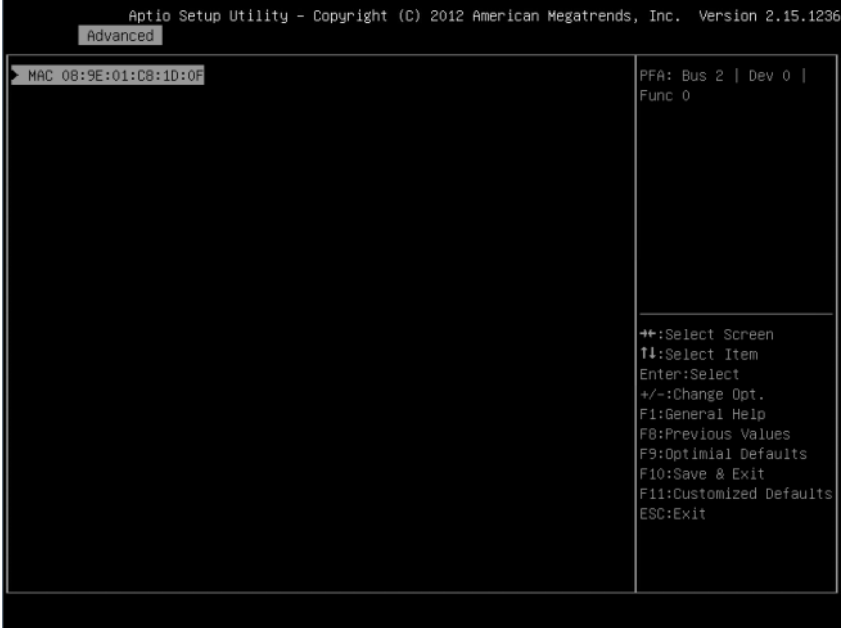 Aptio Setup Utility – Copyright (C) 2012 American Megatrends, Inc. Version 2.15.1236
Advanced
► MAC 08:9E:01:C8:1D:0F
PFA: Bus 2 | Dev 0 |
Func 0
→←:Select Screen
↑↓:Select Item
Enter:Select
+/-:Change Opt.
F1:General Help
F8:Previous Values
F9:Optimial Defaults
F10:Save & Exit
F11:Customized Defaults
ESC:Exit